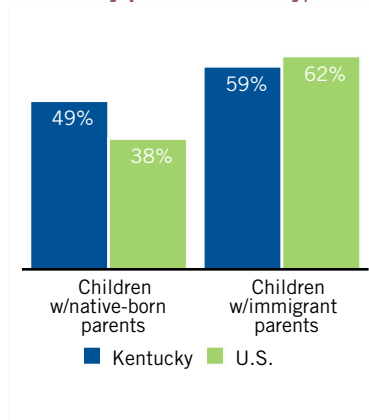 49%
38%
59%
62%
Children
w/native-born
parents
Children
w/immigrant
parents
Kentucky
U.S.